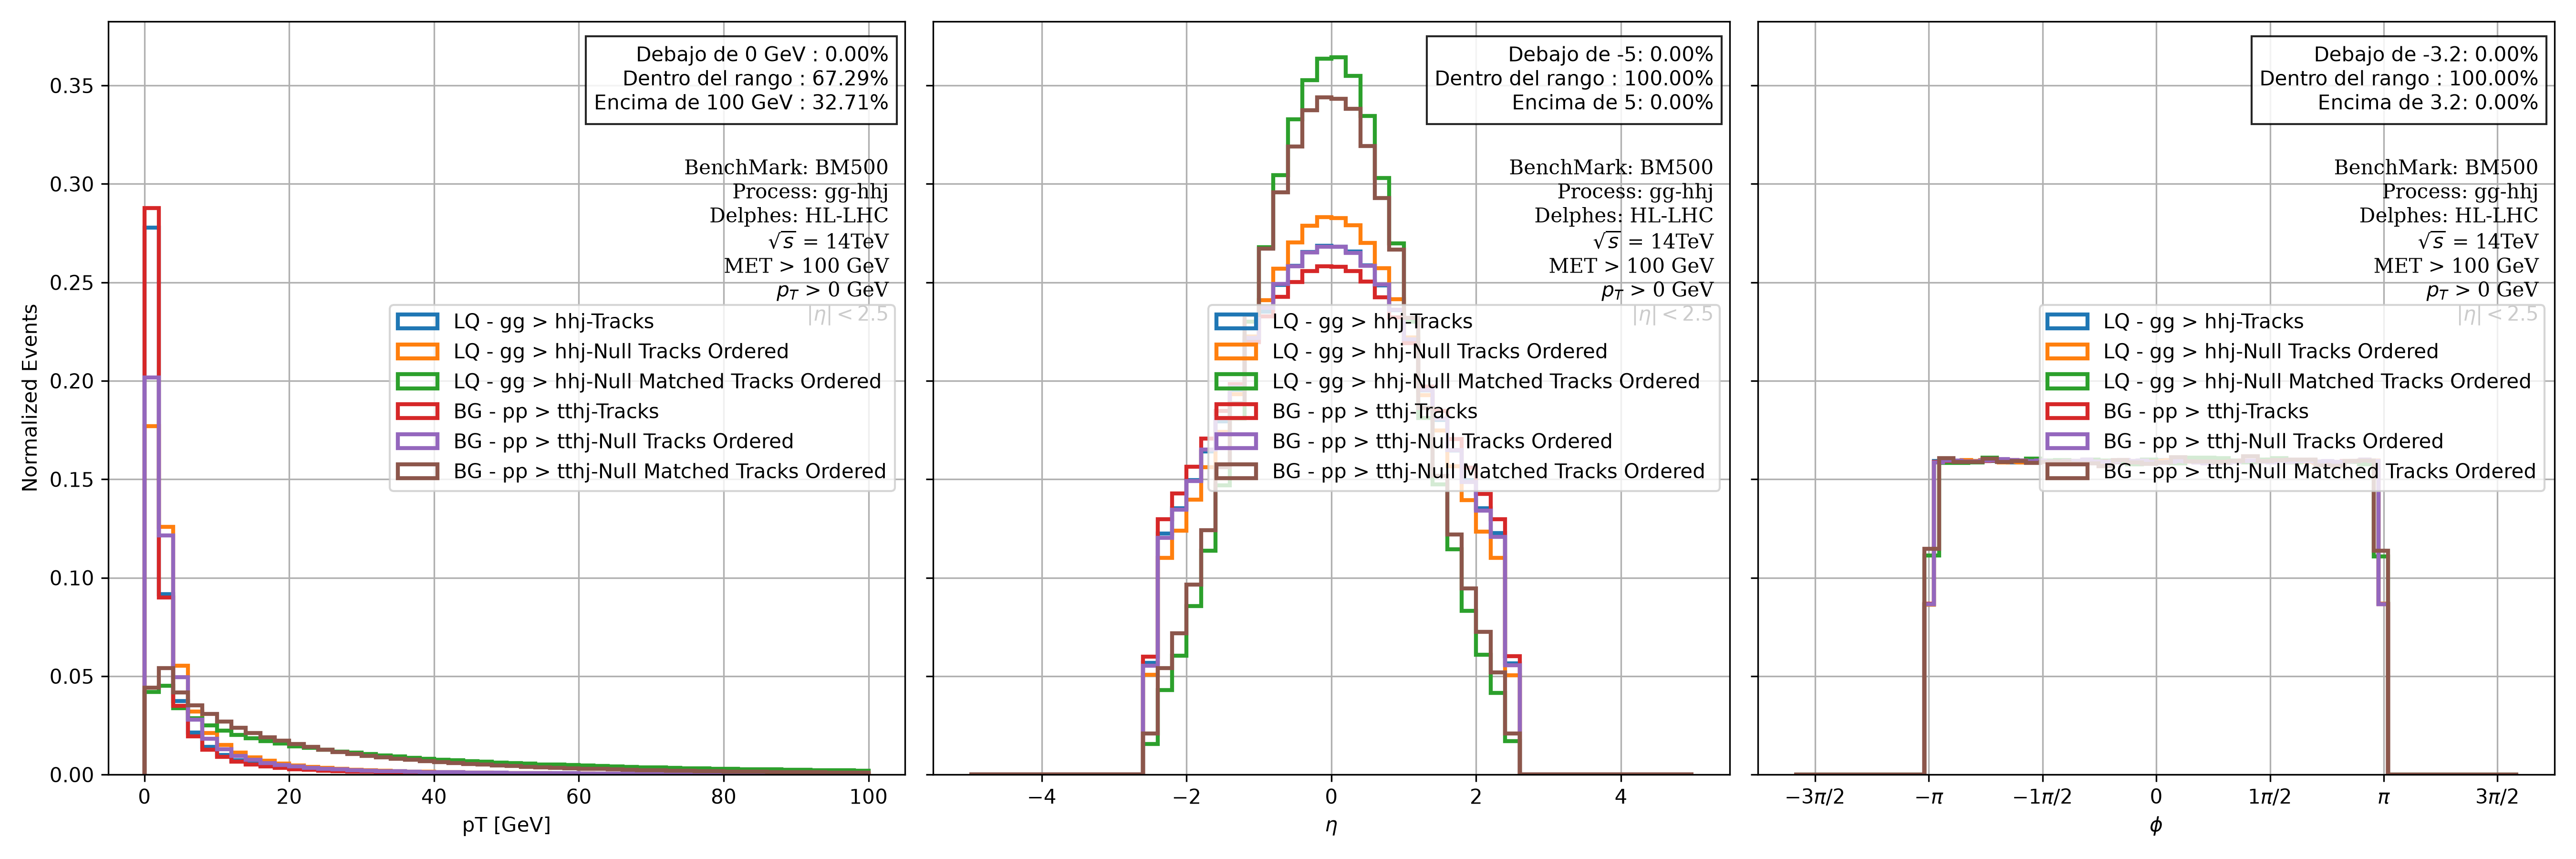 Normalized Events
0.35
0.30
0.25
0.20
0.15
0.10
0.05
0.00
Debajo de 0 GeV : 0.00%
Dentro del rango : 67.29%
Encima de 100 GeV : 32.71%
BenchMark: BM500
Process: gg-hhj
Delphes: HL-LHC
√s = 14TeV
MET > 100 GeV
p_T > 0 GeV
|η| < 2.5
LQ - gg > hhj-Tracks
LQ - gg > hhj-Null Tracks Ordered
LQ - gg > hhj-Null Matched Tracks Ordered
BG - pp > tthj-Tracks
BG - pp > tthj-Null Tracks Ordered
BG - pp > tthj-Null Matched Tracks Ordered
0 20 40 60 80 100
pT [GeV]
Debajo de -5: 0.00%
Dentro del rango : 100.00%
Encima de 5: 0.00%
BenchMark: BM500
Process: gg-hhj
Delphes: HL-LHC
√s = 14TeV
MET > 100 GeV
p_T > 0 GeV
|η| < 2.5
LQ - gg > hhj-Tracks
LQ - gg > hhj-Null Tracks Ordered
LQ - gg > hhj-Null Matched Tracks Ordered
BG - pp > tthj-Tracks
BG - pp > tthj-Null Tracks Ordered
BG - pp > tthj-Null Matched Tracks Ordered
−4 −2 0 2 4
η
Debajo de -3.2: 0.00%
Dentro del rango : 100.00%
Encima de 3.2: 0.00%
BenchMark: BM500
Process: gg-hhj
Delphes: HL-LHC
√s = 14TeV
MET > 100 GeV
p_T > 0 GeV
|η| < 2.5
LQ - gg > hhj-Tracks
LQ - gg > hhj-Null Tracks Ordered
LQ - gg > hhj-Null Matched Tracks Ordered
BG - pp > tthj-Tracks
BG - pp > tthj-Null Tracks Ordered
BG - pp > tthj-Null Matched Tracks Ordered
−3π/2 −π −1π/2 0 1π/2 π 3π/2
ϕ